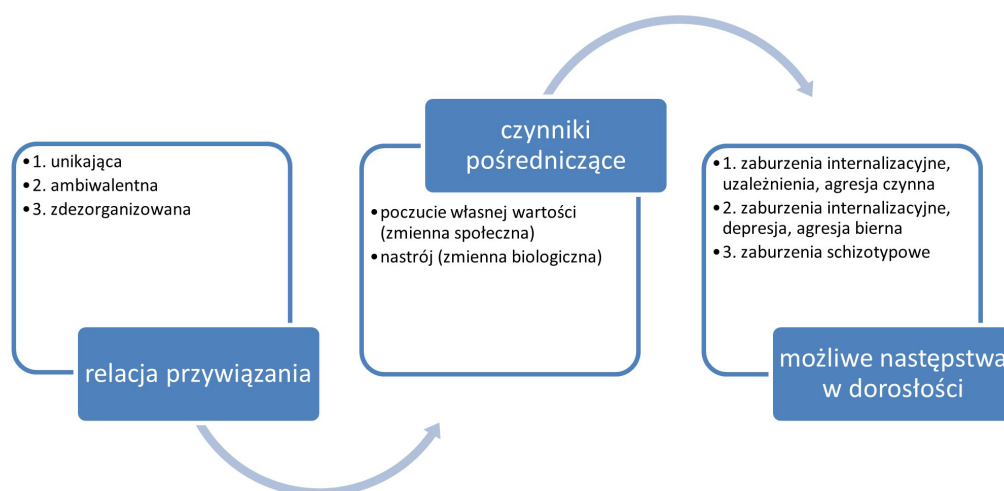 • 1. unikająca
• 2. ambiwalentna
• 3. zdezorganizowana
relacja przywiązania
czynniki
pośredniczące
• poczucie własnej wartości
(zmienna społeczna)
• nastrój (zmienna biologiczna)
• 1. zaburzenia internalizacyjne,
uzależnienia, agresja czynna
• 2. zaburzenia internalizacyjne,
depresja, agresja bierna
• 3. zaburzenia schizotypowe
możliwe następstwa
w dorosłości